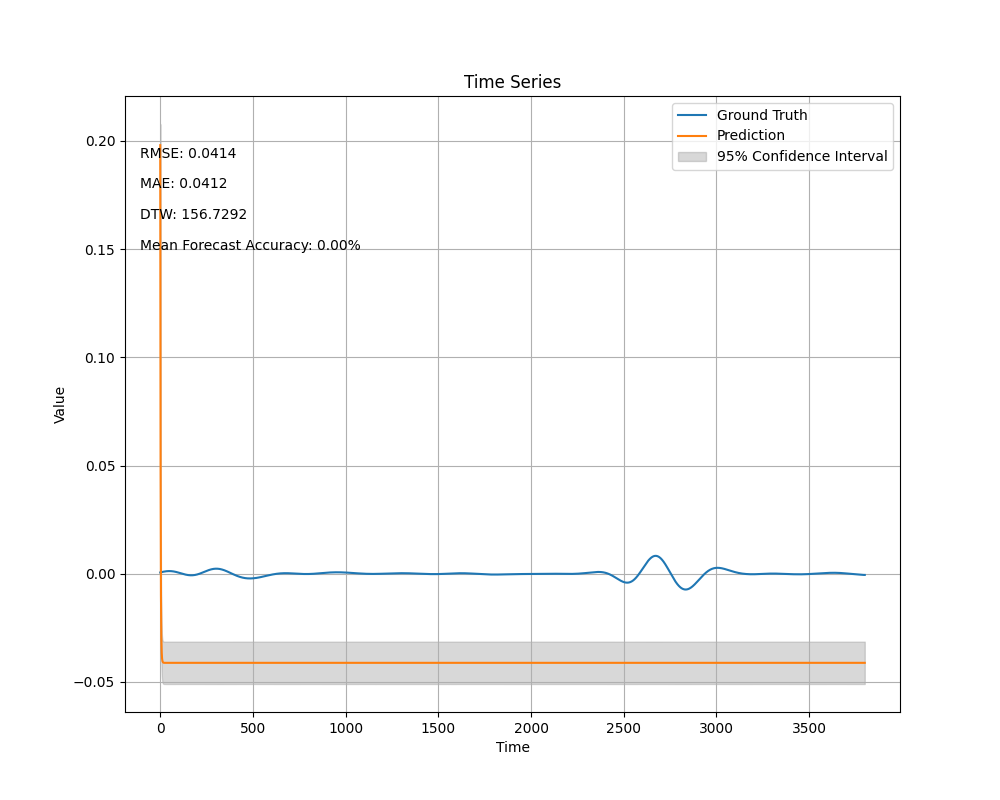 Time Series
Ground Truth
Prediction
95% Confidence Interval
RMSE: 0.0414
MAE: 0.0412
DTW: 156.7292
Mean Forecast Accuracy: 0.00%
Value
0.20
0.15
0.10
0.05
0.00
−0.05
0 500 1000 1500 2000 2500 3000 3500
Time